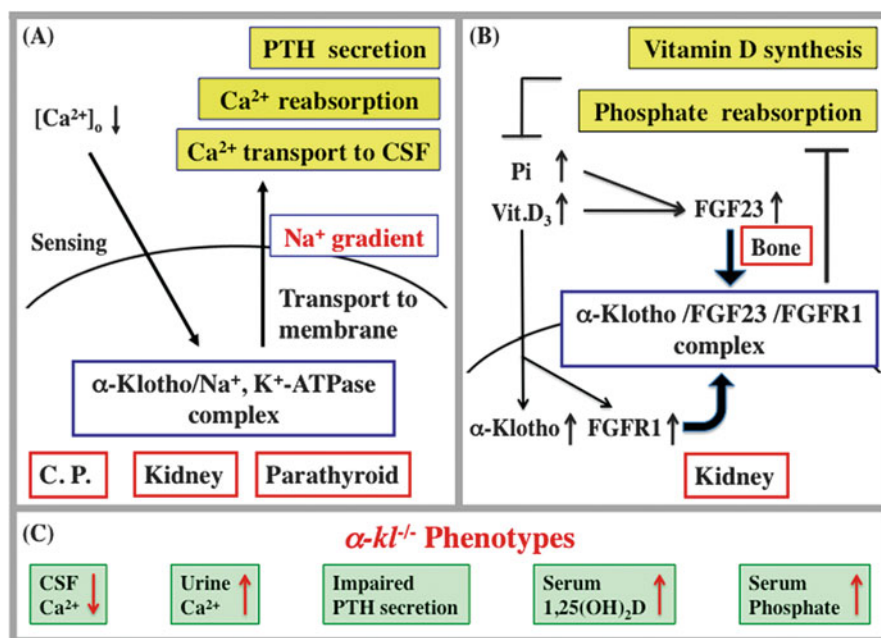 (A)
PTH secretion
Ca²⁺ reabsorption
[Ca²⁺]ₒ ↓
Ca²⁺ transport to CSF
Sensing
Na⁺ gradient
Transport to
membrane
α-Klotho/Na⁺, K⁺-ATPase
complex
C. P.
Kidney
Parathyroid
(B)
Vitamin D synthesis
Phosphate reabsorption
Pi ↑
Vit.D₃ ↑
FGF23 ↑
Bone
α-Klotho /FGF23 /FGFR1
complex
α-Klotho ↑ FGFR1 ↑
Kidney
(C)
α-kl⁻/⁻ Phenotypes
CSF
Ca²⁺ ↓
Urine
Ca²⁺ ↑
Impaired
PTH secretion
Serum
1,25(OH)₂D ↑
Serum
Phosphate ↑